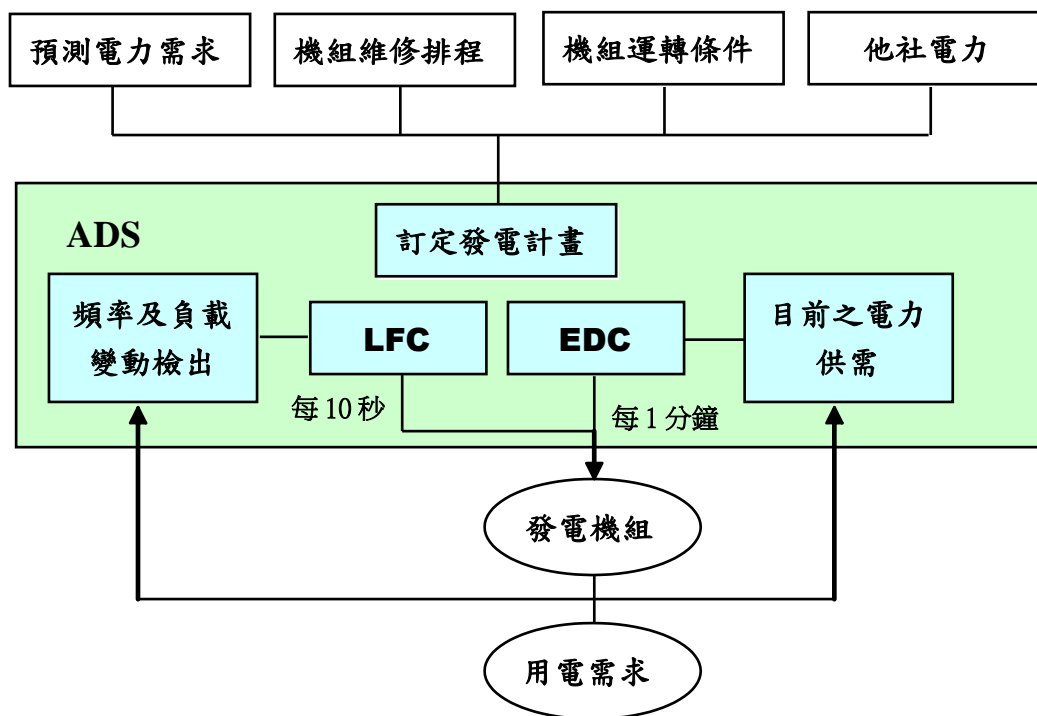 預測電力需求
機組維修排程
機組運轉條件
他社電力
ADS
訂定發電計畫
頻率及負載
變動檢出
LFC
EDC
目前之電力
供需
每10秒
每1分鐘
發電機組
用電需求